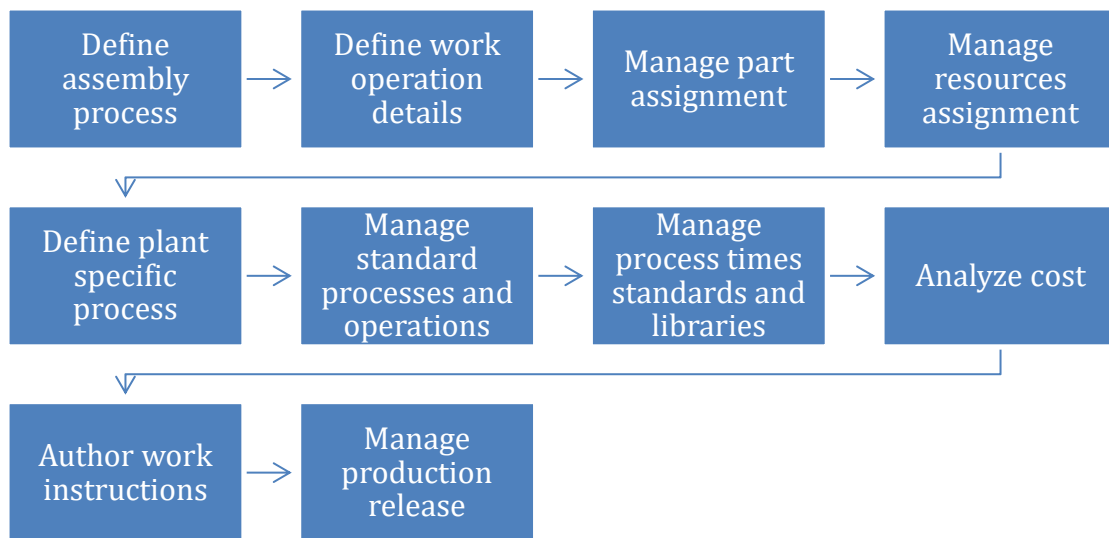 Define
assembly
process
Define work
operation
details
Manage part
assignment
Manage
resources
assignment
Define plant
specific
process
Manage
standard
processes and
operations
Manage
process times
standards and
libraries
Analyze cost
Author work
instructions
Manage
production
release